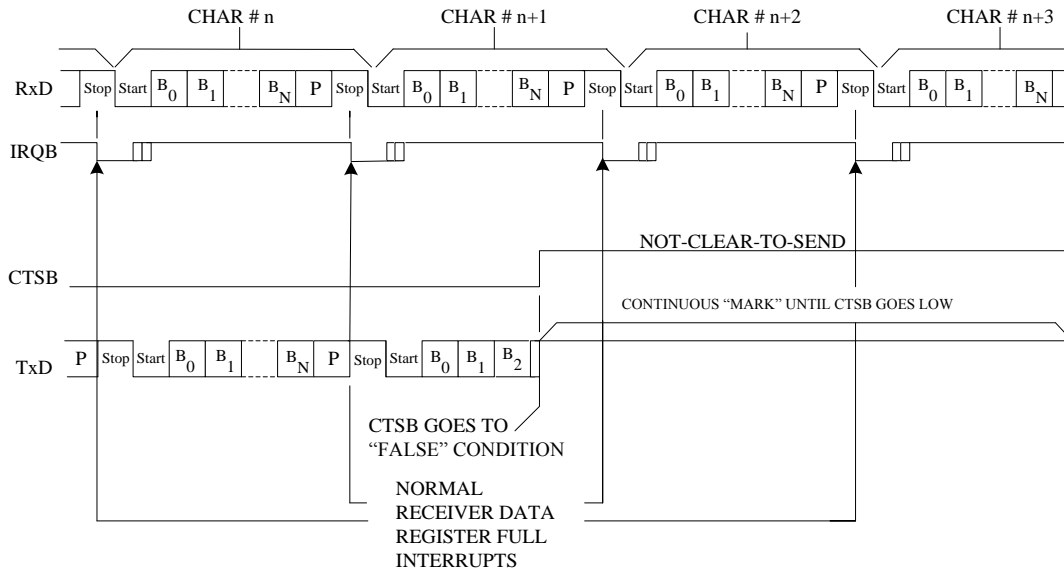 CHAR # n CHAR # n+1 CHAR # n+2 CHAR # n+3
RxD Stop Start B0 B1 BN P Stop Start B0 B1 BN P Stop Start B0 B1 BN P Stop Start B0 B1 BN
IRQB
NOT-CLEAR-TO-SEND
CTSB
CONTINUOUS “MARK” UNTIL CTSB GOES LOW
TxD P Stop Start B0 B1 BN P Stop Start B0 B1 B2
CTSB GOES TO
“FALSE” CONDITION
NORMAL
RECEIVER DATA
REGISTER FULL
INTERRUPTS